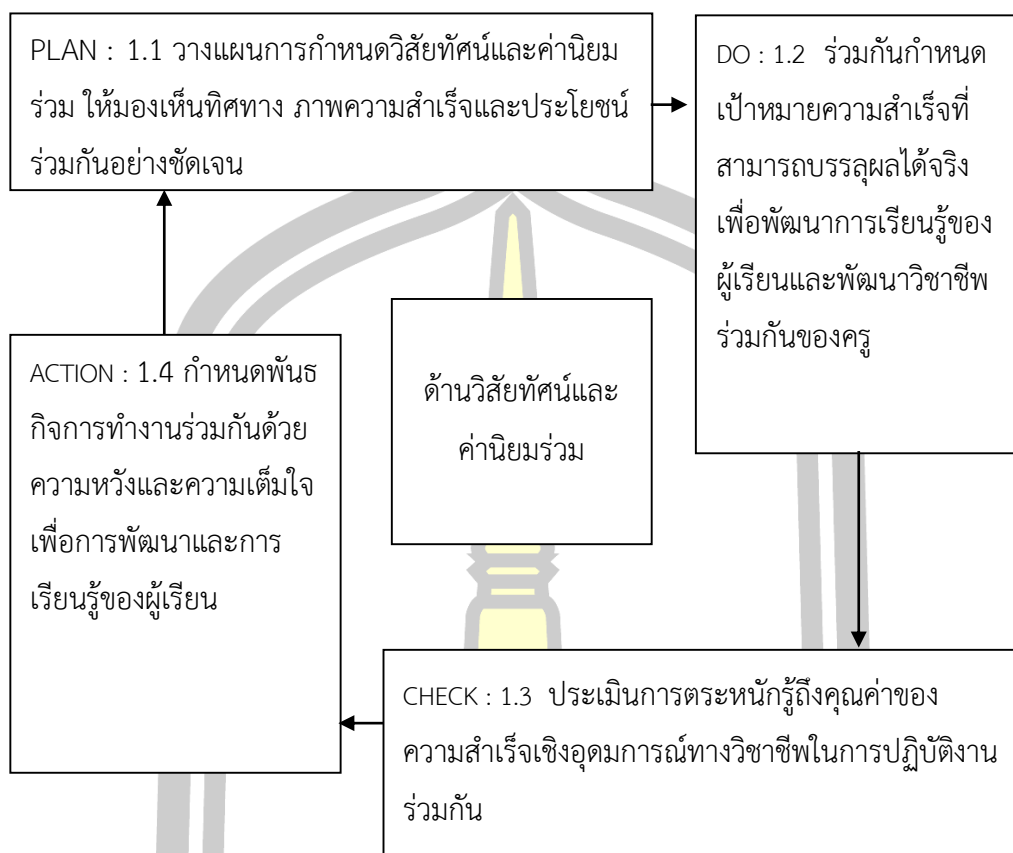 PLAN : 1.1 วางแผนการกำหนดวิสัยทัศน์และค่านิยม
ร่วม ให้มองเห็นทิศทาง ภาพความสำเร็จและประโยชน์
ร่วมกันอย่างชัดเจน
DO : 1.2 ร่วมกันกำหนด
เป้าหมายความสำเร็จที่
สามารถบรรลุผลได้จริง
เพื่อพัฒนาการเรียนรู้ของ
ผู้เรียนและพัฒนาวิชาชีพ
ร่วมกันของครู
ด้านวิสัยทัศน์และ
ค่านิยมร่วม
CHECK : 1.3 ประเมินการตระหนักรู้ถึงคุณค่าของ
ความสำเร็จเชิงอุดมการณ์ทางวิชาชีพในการปฏิบัติงาน
ร่วมกัน
ACTION : 1.4 กำหนดพันธ
กิจการทำงานร่วมกันด้วย
ความหวังและความเต็มใจ
เพื่อการพัฒนาและการ
เรียนรู้ของผู้เรียน